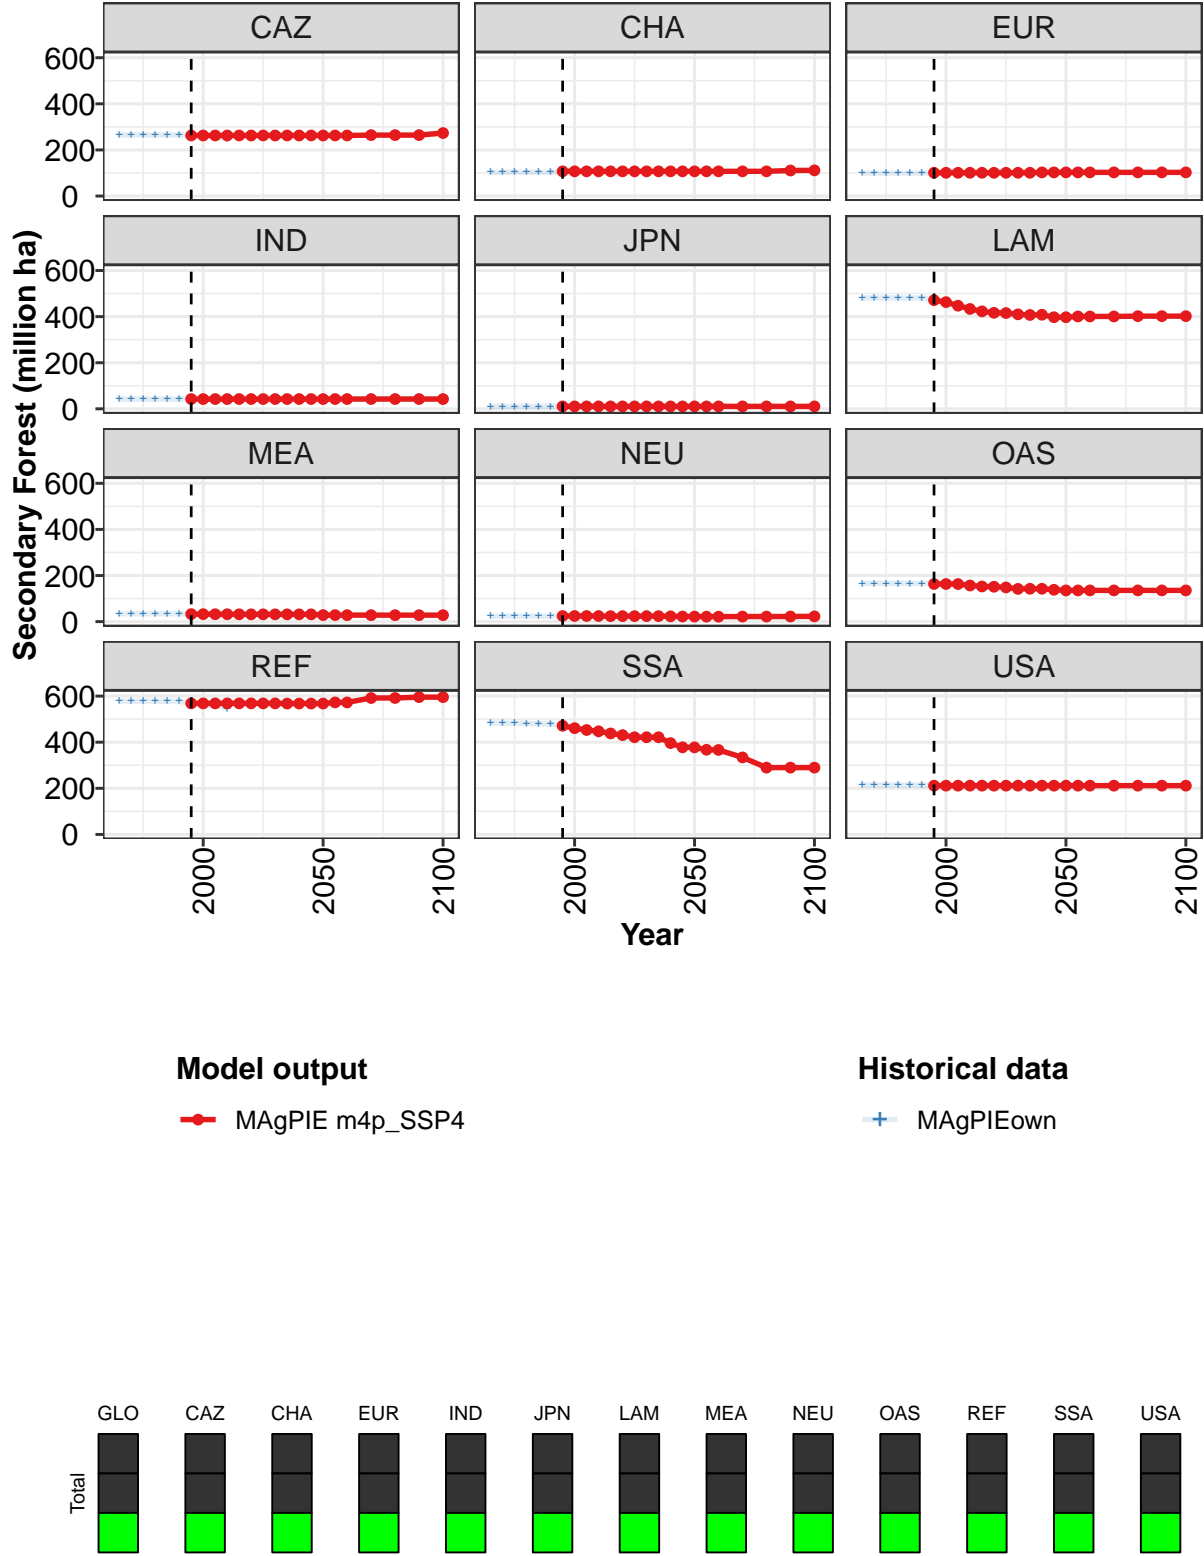 CAZ CHA EUR
600
400
200
0
IND JPN LAM
600
400
200
0
MEA NEU OAS
600
400
200
0
REF SSA USA
600
400
200
0
Secondary Forest (million ha)
2000 2050 2100 2000 2050 2100 2000 2050 2100
Year
Model output Historical data
MAgPIE m4p_SSP4 MAgPIEown
GLO CAZ CHA EUR IND JPN LAM MEA NEU OAS REF SSA USA
Total